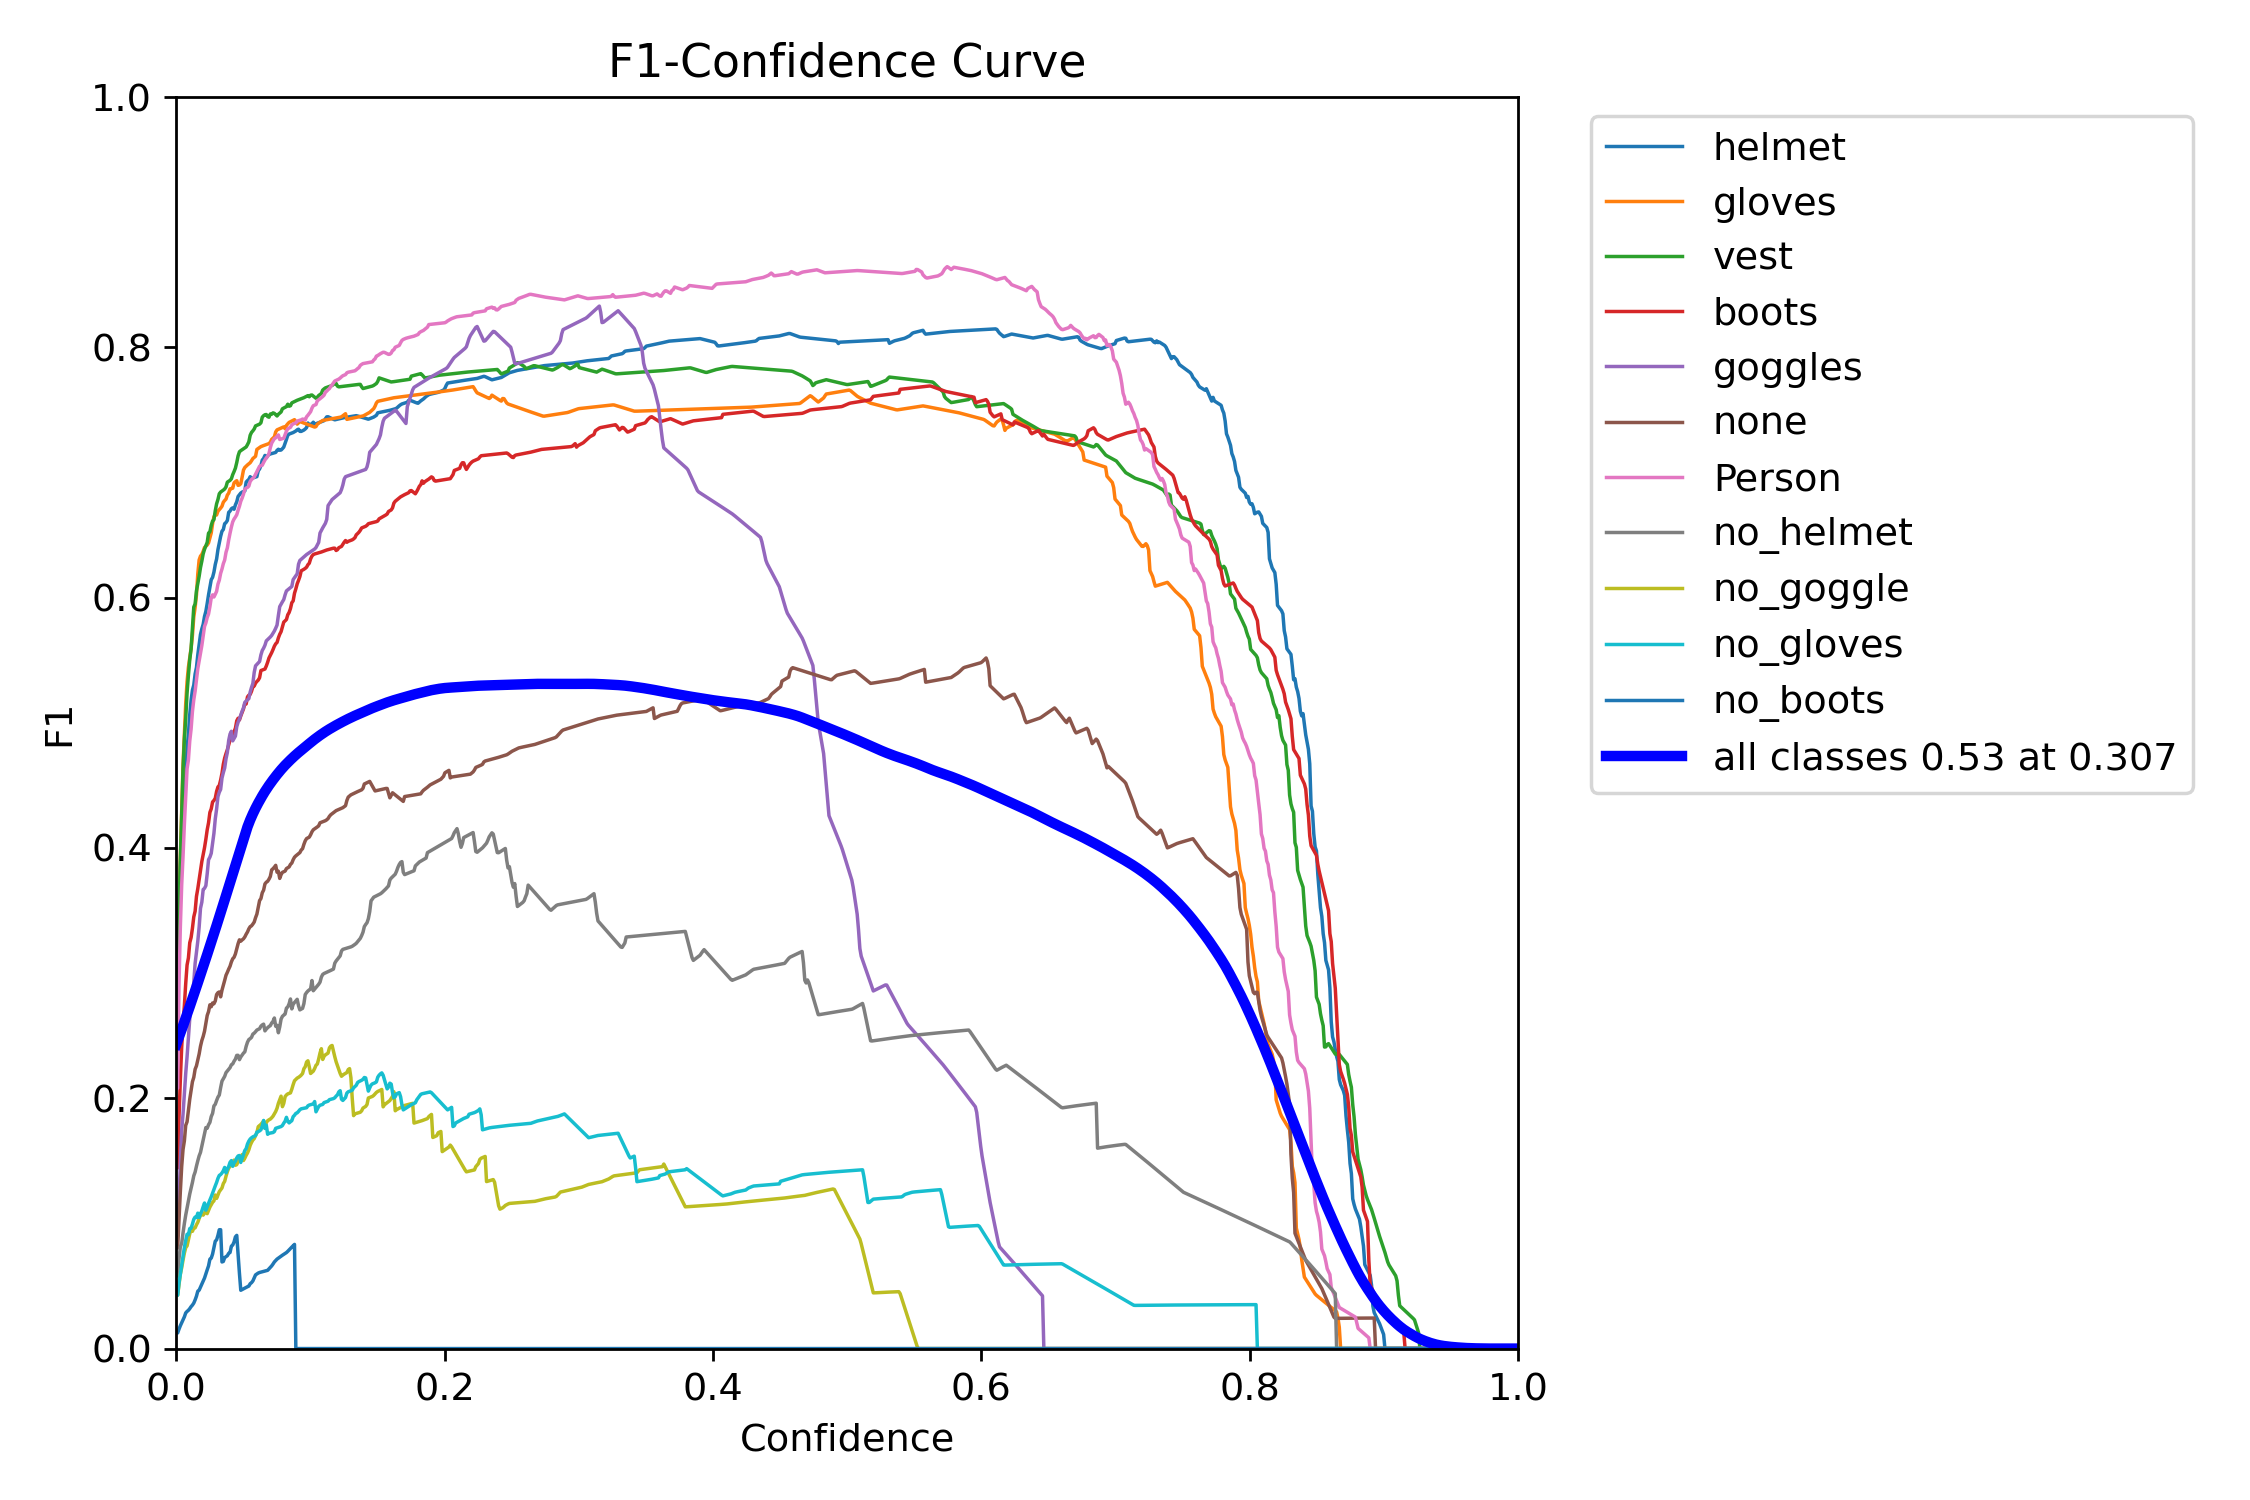 F1-Confidence Curve
F1
1.0
0.8
0.6
0.4
0.2
0.0
0.0 0.2 0.4 0.6 0.8 1.0
Confidence
helmet
gloves
vest
boots
goggles
none
Person
no_helmet
no_goggle
no_gloves
no_boots
all classes 0.53 at 0.307